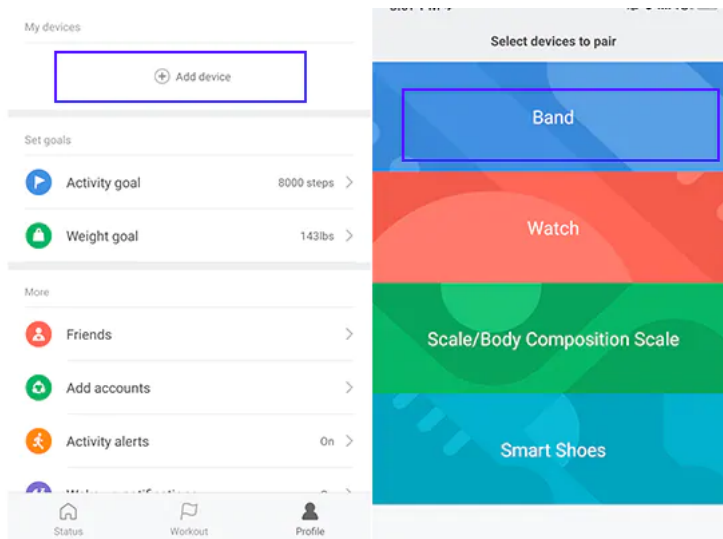 My devices
Add device
Set goals
Activity goal
8000 steps
Weight goal
143lbs
More
Friends
Add accounts
Activity alerts
On
Status
Workout
Profile
Select devices to pair
Band
Watch
Scale/Body Composition Scale
Smart Shoes